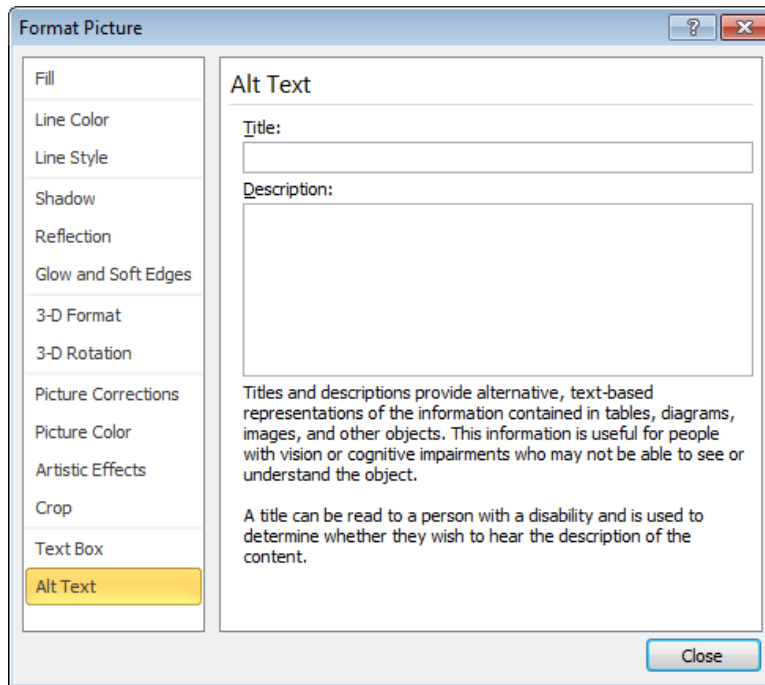 Format Picture
Fill
Line Color
Line Style
Shadow
Reflection
Glow and Soft Edges
3-D Format
3-D Rotation
Picture Corrections
Picture Color
Artistic Effects
Crop
Text Box
Alt Text
Alt Text
Title:
Description:
Titles and descriptions provide alternative, text-based
representations of the information contained in tables, diagrams,
images, and other objects. This information is useful for people
with vision or cognitive impairments who may not be able to see or
understand the object.
A title can be read to a person with a disability and is used to
determine whether they wish to hear the description of the
content.
Close